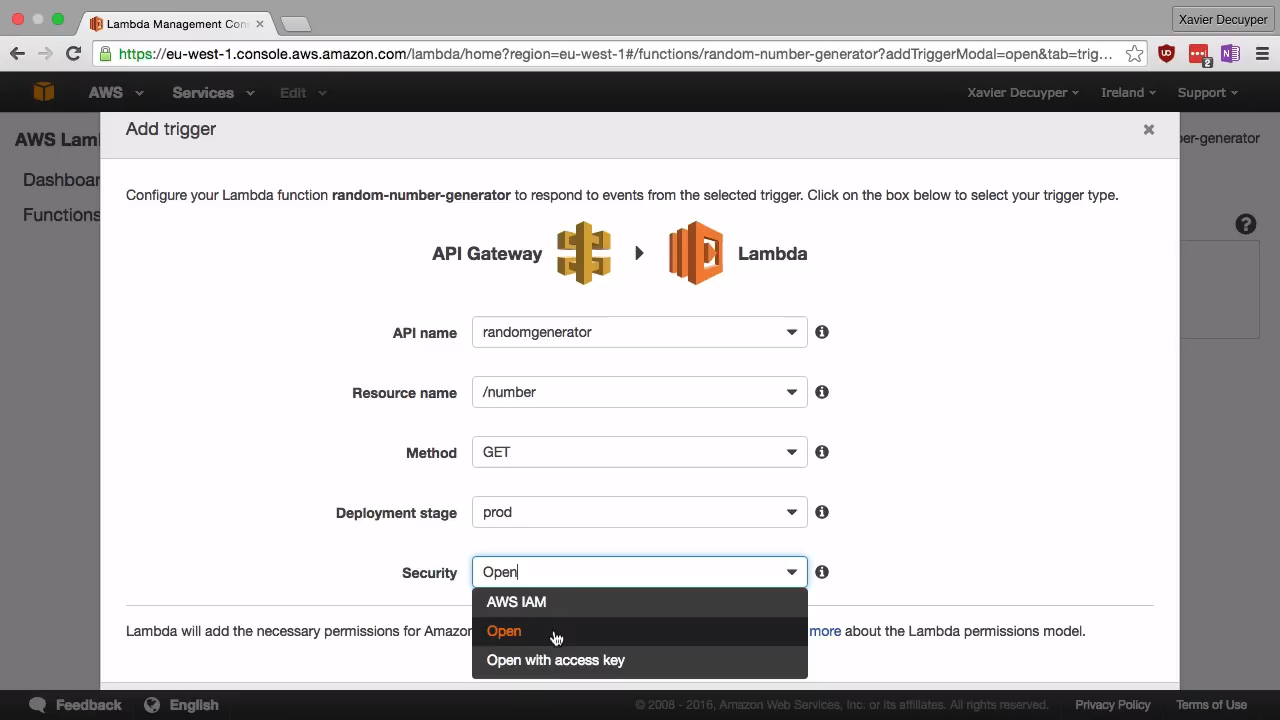 Lambda Management Con
Xavier Decuyper
https://eu-west-1.console.aws.amazon.com/lambda/home?region=eu-west-1#/functions/random-number-generator?addTriggerModal=open&tab=trig...
2
AWS Services Edit Xavier Decuyper Ireland Support
AWS Lam
Add trigger
er-generator
Dashboar
Functions
Configure your Lambda function random-number-generator to respond to events from the selected trigger. Click on the box below to select your trigger type.
API Gateway Lambda
API name randomgenerator
Resource name /number
Method GET
Deployment stage prod
Security Open
AWS IAM
Open
Open with access key
Lambda will add the necessary permissions for Amazon more about the Lambda permissions model.
Feedback English © 2008 - 2016, Amazon Web Services, Inc. or its affiliates. All rights reserved. Privacy Policy Terms of Use